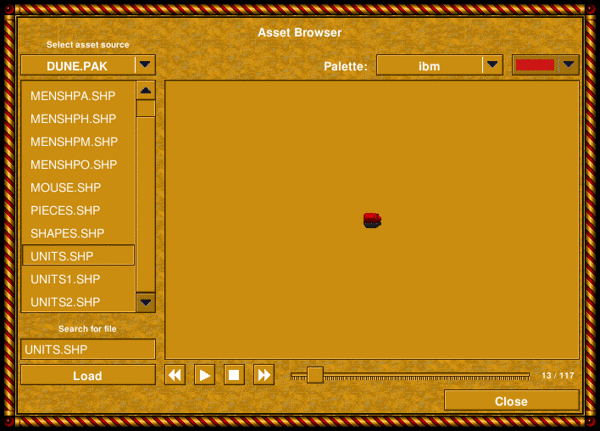 Asset Browser
Select asset source
DUNE.PAK
Palette:
ibm
MENSHPA.SHP
MENSHPH.SHP
MENSHPM.SHP
MENSHPO.SHP
MOUSE.SHP
PIECES.SHP
SHAPES.SHP
UNITS.SHP
UNITS1.SHP
UNITS2.SHP
Search for file
UNITS.SHP
Load
13 / 117
Close